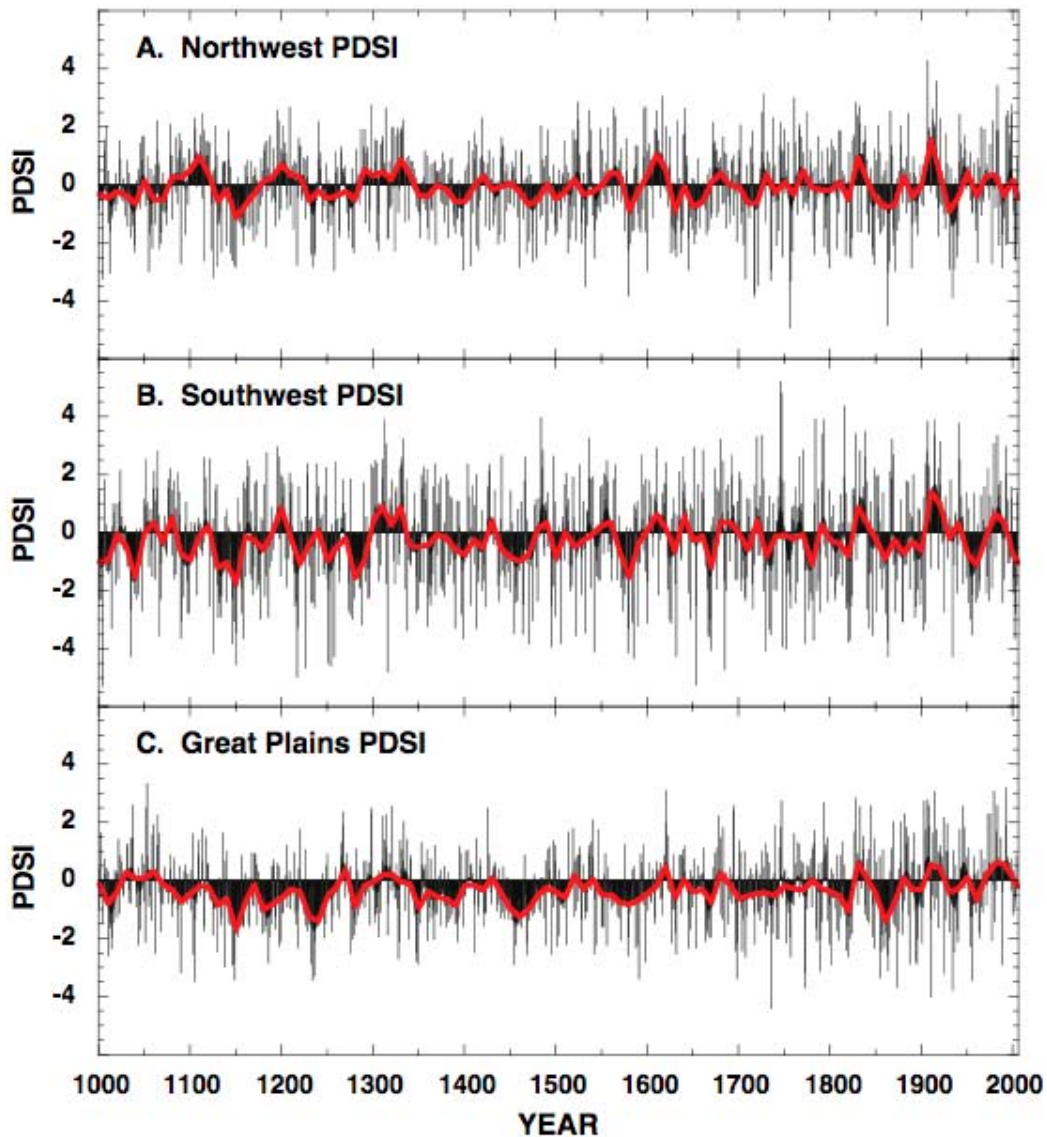 A. Northwest PDSI
4
2
0
-2
-4
PDSI
B. Southwest PDSI
4
2
0
-2
-4
PDSI
C. Great Plains PDSI
4
2
0
-2
-4
PDSI
1000 1100 1200 1300 1400 1500 1600 1700 1800 1900 2000
YEAR